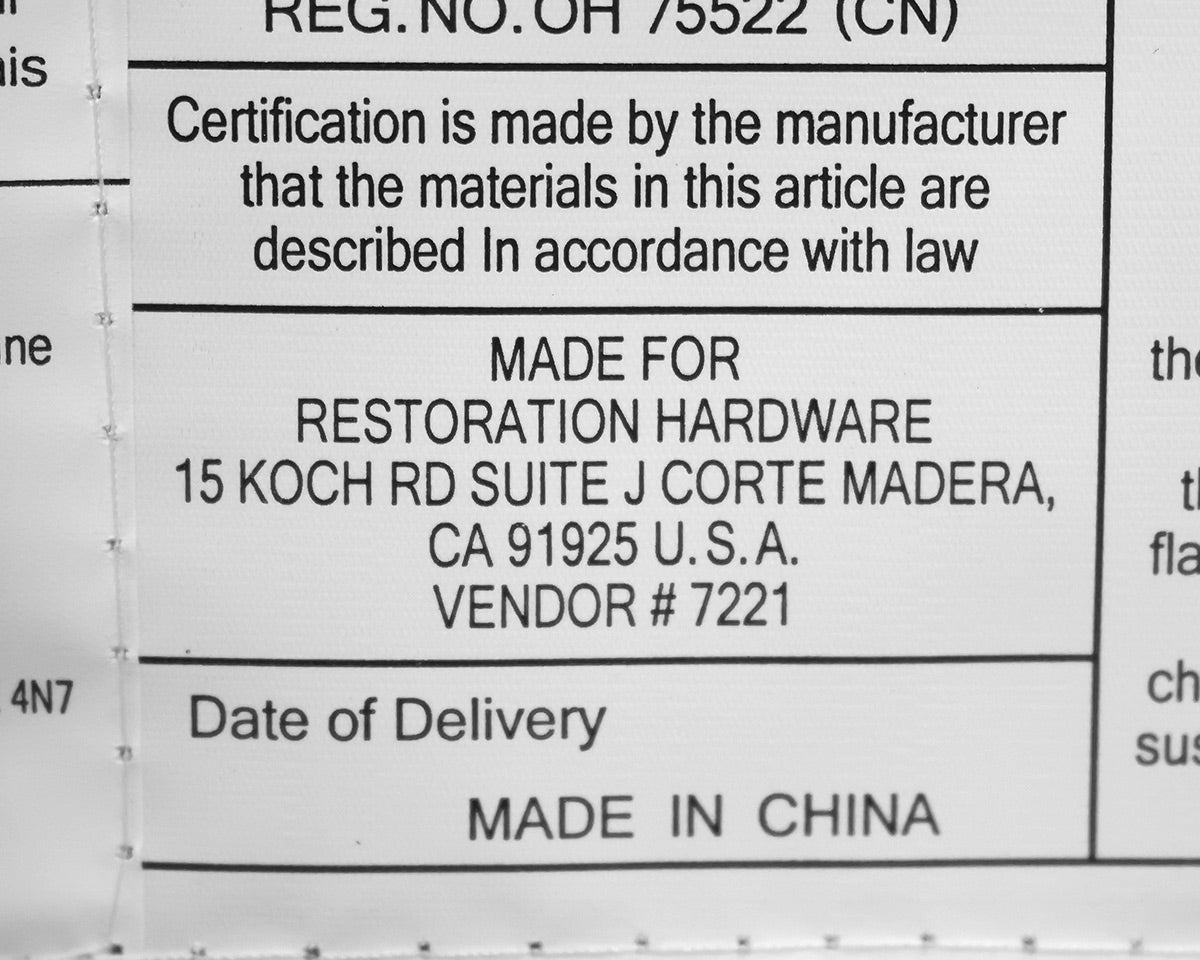 REG. NO. OH 75522 (CN)
Certification is made by the manufacturer
that the materials in this article are
described In accordance with law
MADE FOR
RESTORATION HARDWARE
15 KOCH RD SUITE J CORTE MADERA,
CA 91925 U.S.A.
VENDOR # 7221
Date of Delivery
MADE IN CHINA
4N7